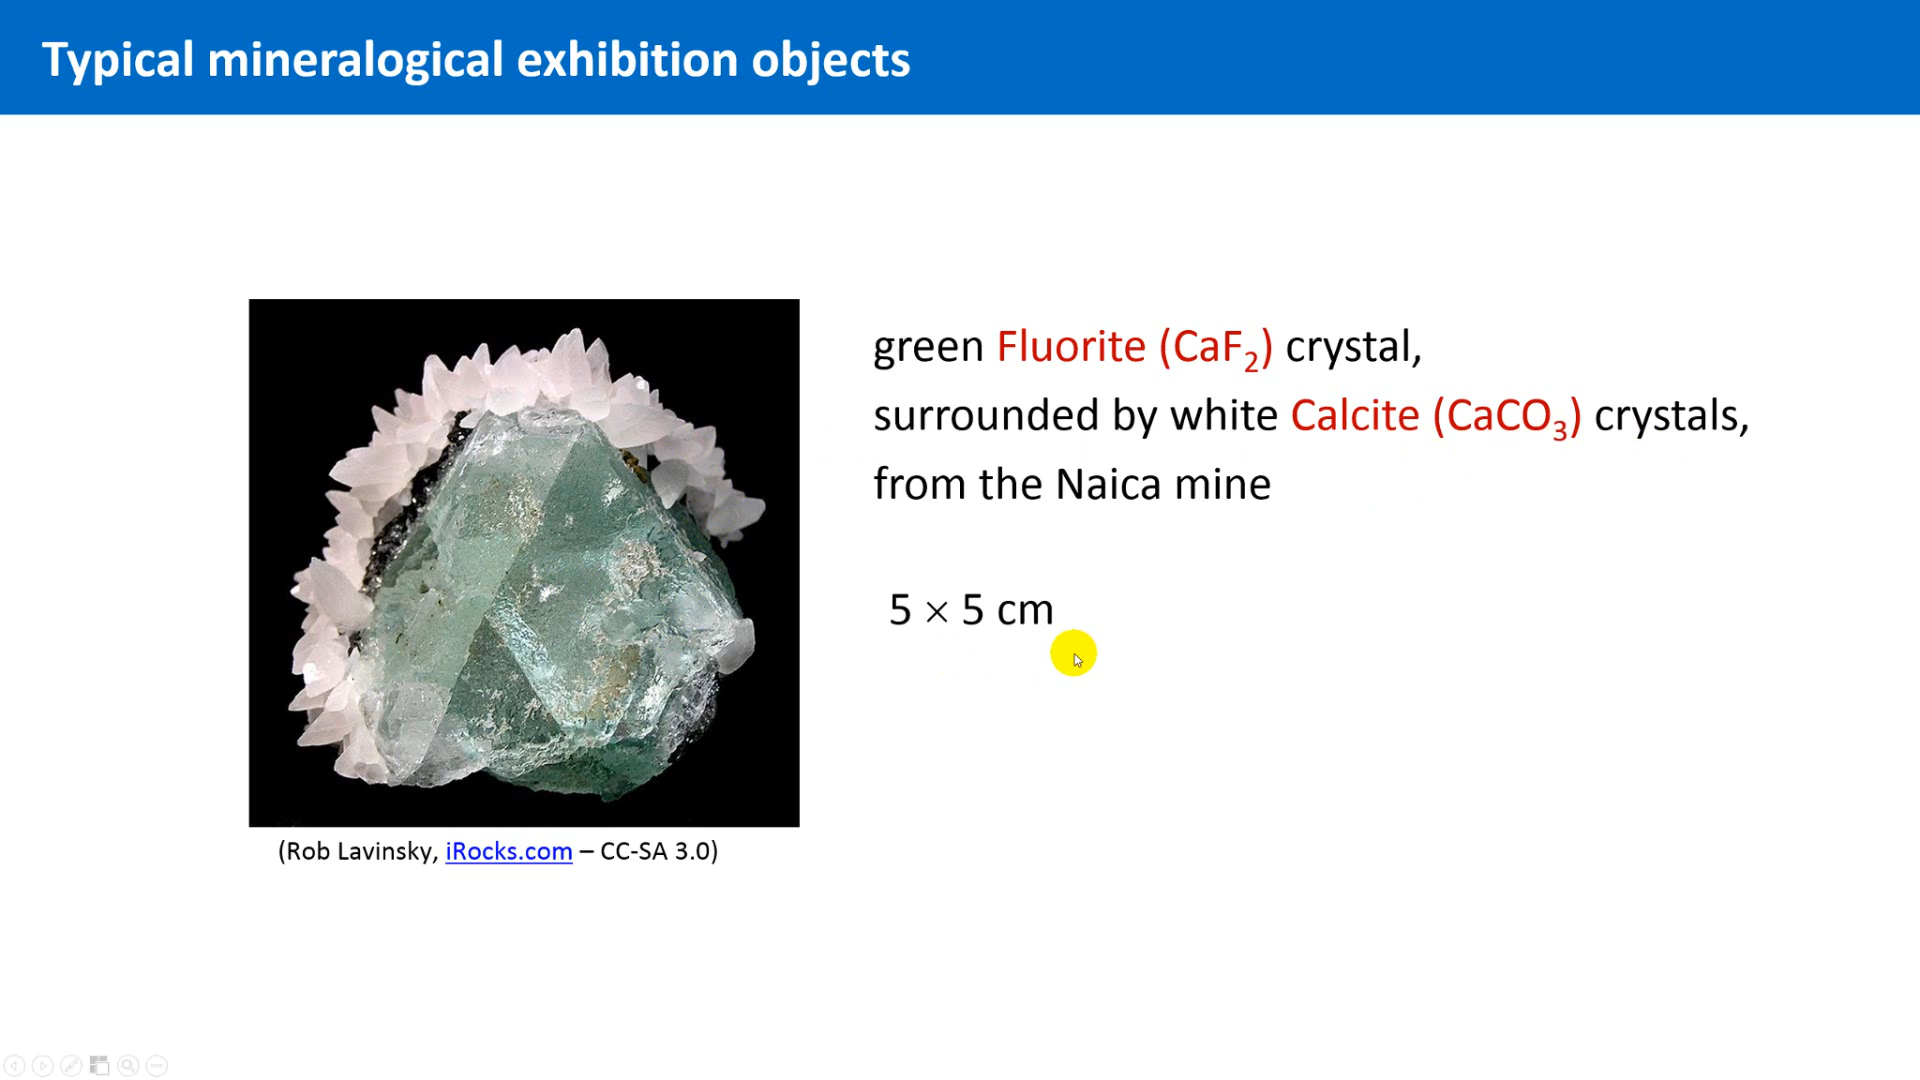 Typical mineralogical exhibition objects
green Fluorite (CaF₂) crystal,
surrounded by white Calcite (CaCO₃) crystals,
from the Naica mine
5 × 5 cm
(Rob Lavinsky, iRocks.com – CC-SA 3.0)